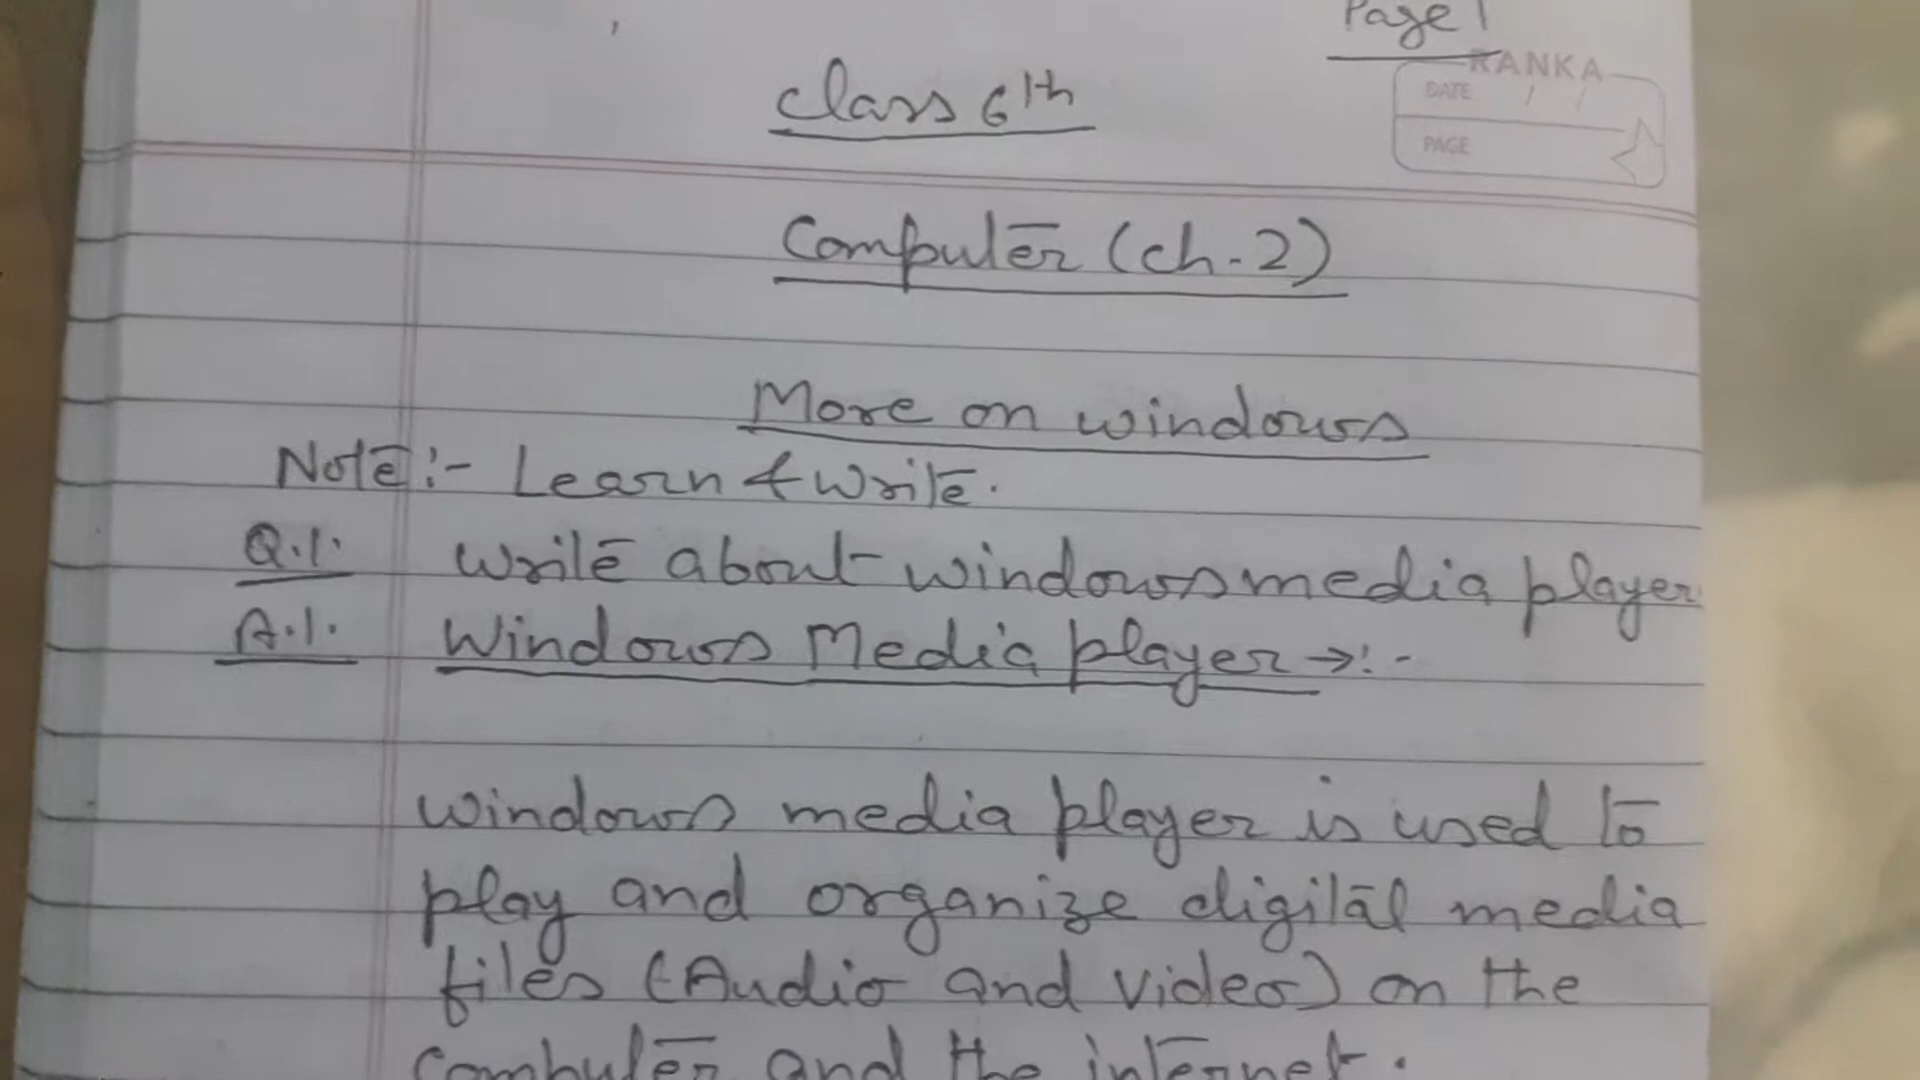 Page 1
RANKA
DATE / /
PAGE
Class 6th
Computer (ch-2)
More on windows
Note:- Learn & write.
Q.1. Write about windows media player.
A.1. Windows Media player →:-
windows media player is used to
play and organize digital media
files (Audio and video) on the
computer and the internet.